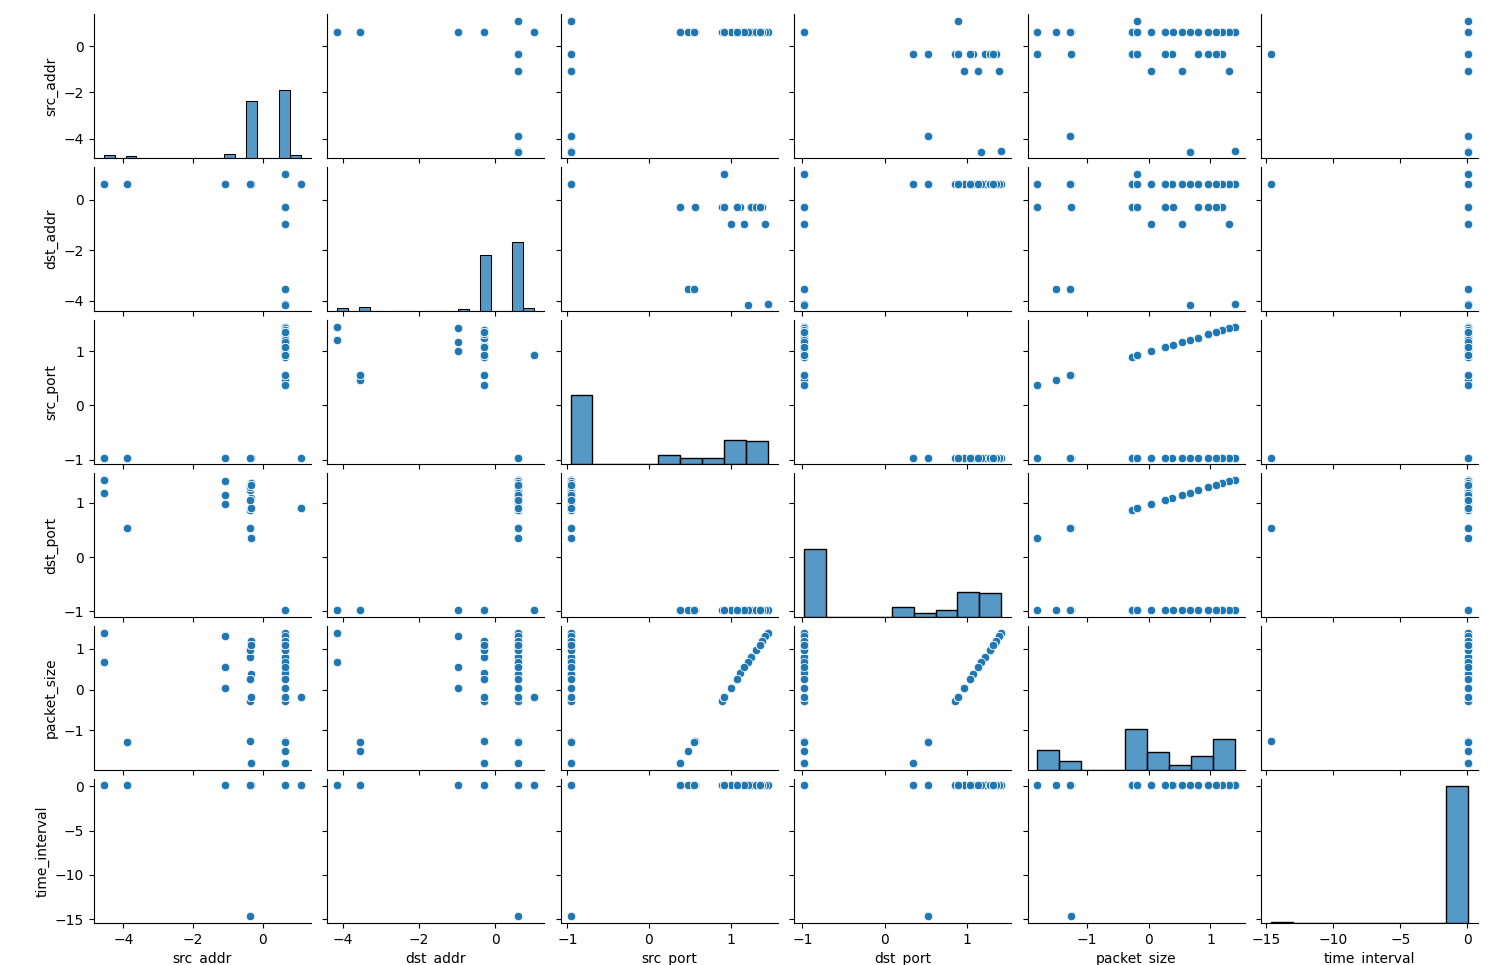 src_addr
0
−2
−4
dst_addr
0
−2
−4
src_port
1
0
−1
dst_port
1
0
−1
packet_size
1
0
−1
time_interval
0
−5
−10
−15
−4 −2 0 −4 −2 0 −1 0 1 −1 0 1 −1 0 1 −15 −10 −5 0
src_addr dst_addr src_port dst_port packet_size time_interval